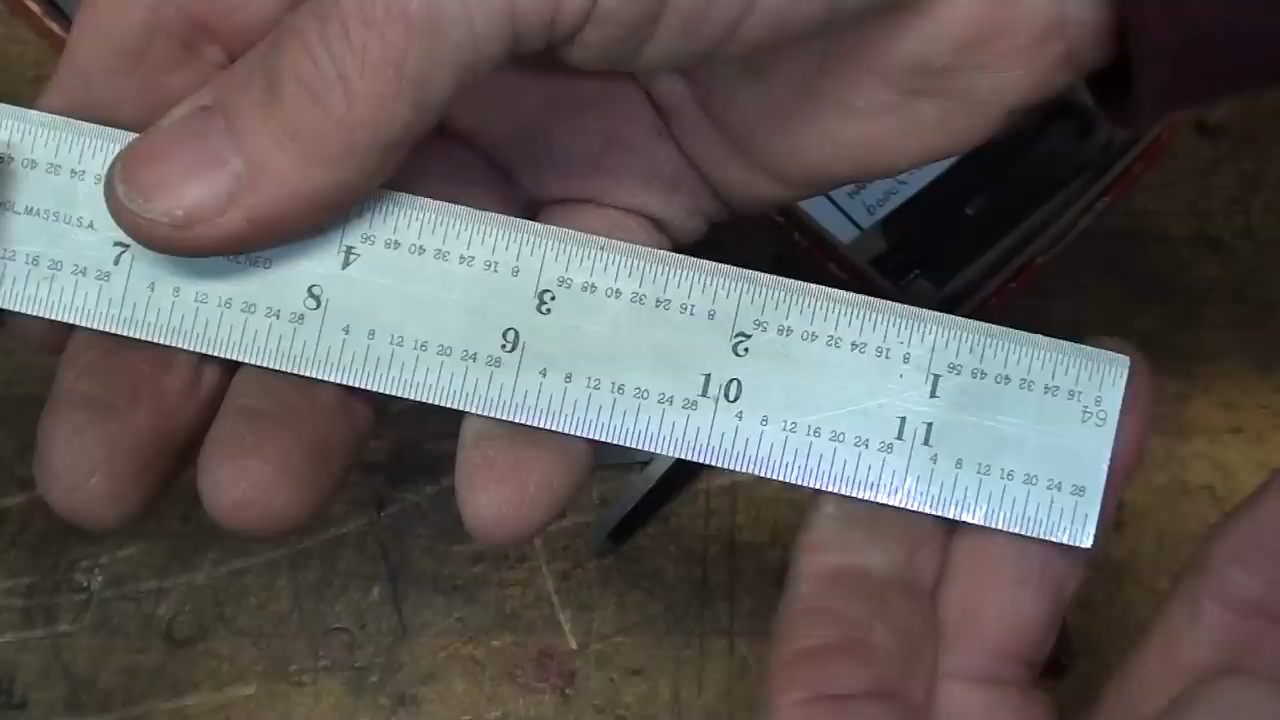 48 40 32 24 16
OL, MASS. U.S.A.
12 16 20 24 28
7
4 8 12 16 20 24 28
8
4 8 12 16 20 24 28
9
4 8 12 16 20 24 28
10
4 8 12 16 20 24 28
11
4 8 12 16 20 24 28
4
56 48 40 32 24 16 8
3
56 48 40 32 24 16 8
2
56 48 40 32 24 16 8
1
56 48 40 32 24 16 8
64